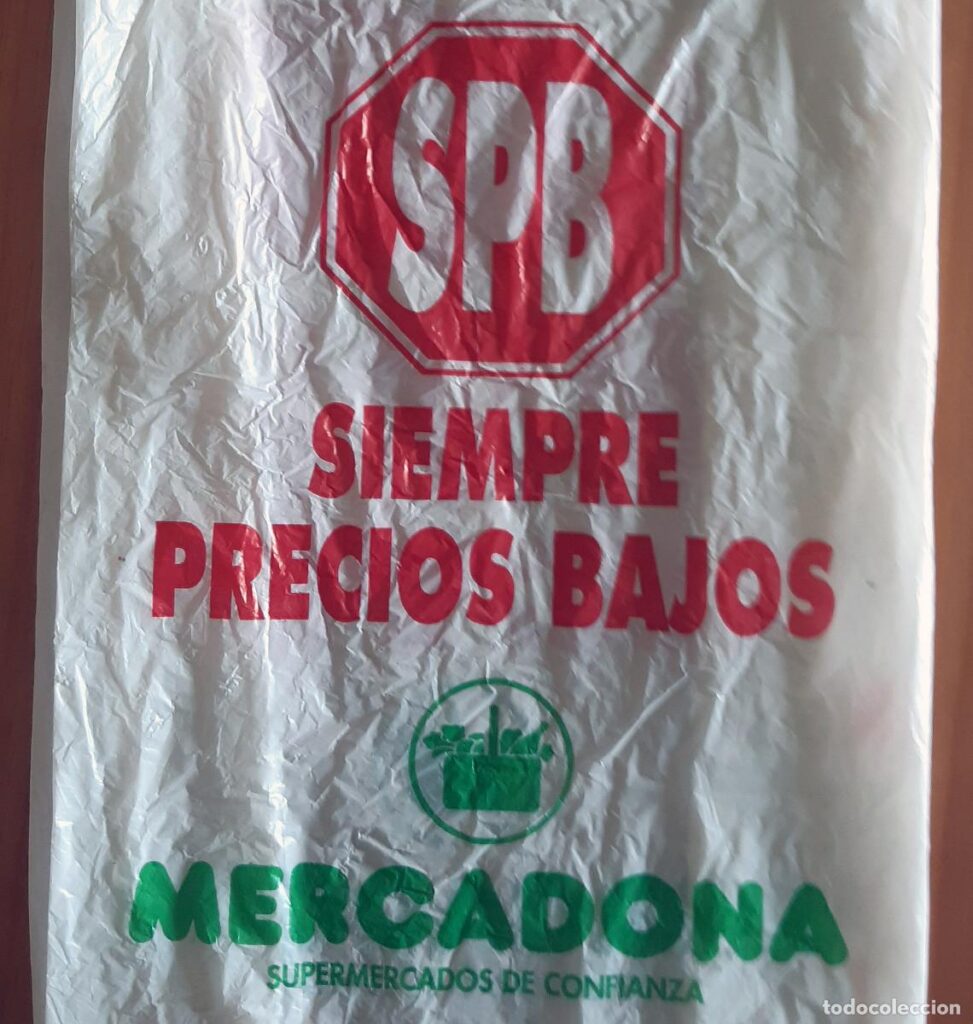 SPB
SIEMPRE
PRECIOS BAJOS
MERCADONA
SUPERMERCADOS DE CONFIANZA
todocoleccion